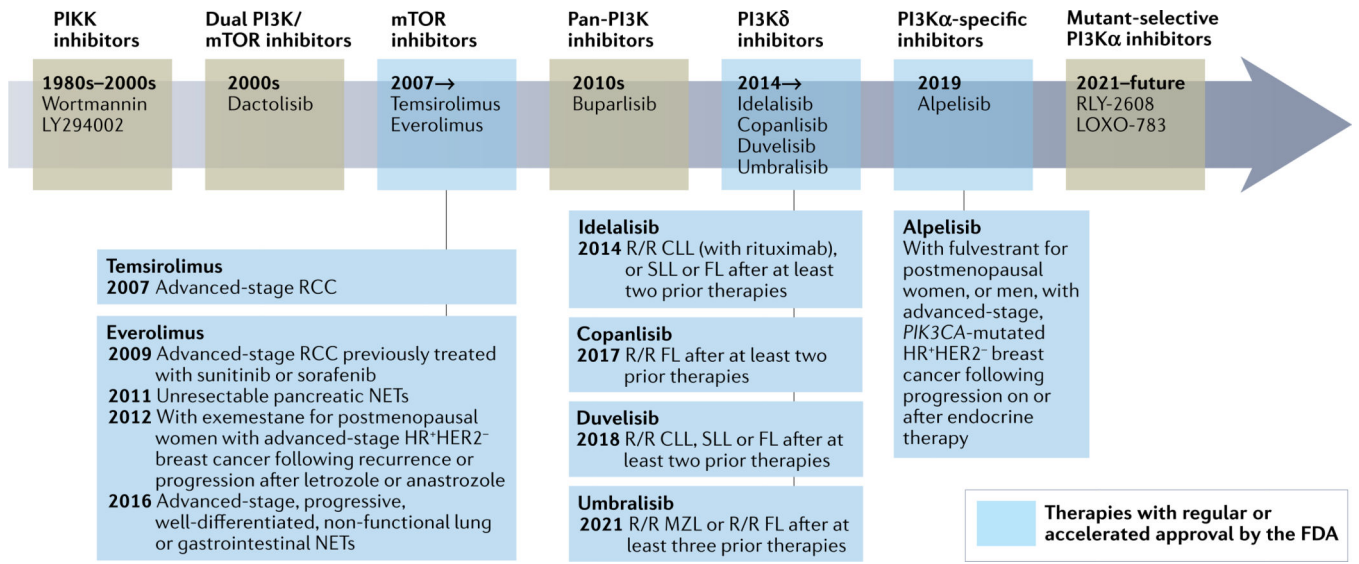 PIKK
inhibitors
Dual PI3K/
mTOR inhibitors
mTOR
inhibitors
Pan-PI3K
inhibitors
PI3Kδ
inhibitors
PI3Kα-specific
inhibitors
Mutant-selective
PI3Kα inhibitors
1980s–2000s
Wortmannin
LY294002
2000s
Dactolisib
2007→
Temsirolimus
Everolimus
2010s
Buparlisib
2014→
Idelalisib
Copanlisib
Duvelisib
Umbralisib
2019
Alpelisib
2021–future
RLY-2608
LOXO-783
Temsirolimus
2007 Advanced-stage RCC
Everolimus
2009 Advanced-stage RCC previously treated
with sunitinib or sorafenib
2011 Unresectable pancreatic NETs
2012 With exemestane for postmenopausal
women with advanced-stage HR⁺HER2⁻
breast cancer following recurrence or
progression after letrozole or anastrozole
2016 Advanced-stage, progressive,
well-differentiated, non-functional lung
or gastrointestinal NETs
Idelalisib
2014 R/R CLL (with rituximab),
or SLL or FL after at least
two prior therapies
Copanlisib
2017 R/R FL after at least two
prior therapies
Duvelisib
2018 R/R CLL, SLL or FL after at
least two prior therapies
Umbralisib
2021 R/R MZL or R/R FL after at
least three prior therapies
Alpelisib
With fulvestrant for
postmenopausal
women, or men, with
advanced-stage,
PIK3CA-mutated
HR⁺HER2⁻ breast
cancer following
progression on or
after endocrine
therapy
Therapies with regular or
accelerated approval by the FDA